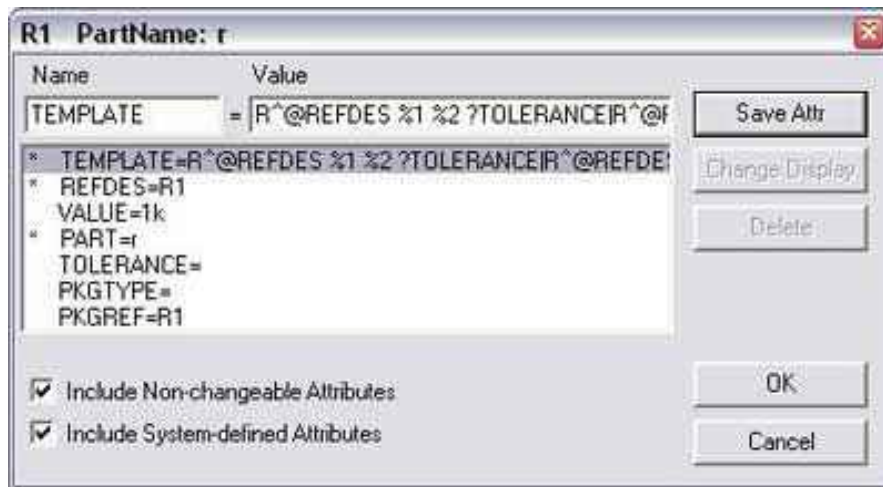 R1 PartName: r
Name Value
TEMPLATE = R^@REFDES %1 %2 ?TOLERANCE|R^@F
Save Attr
* TEMPLATE=R^@REFDES %1 %2 ?TOLERANCE|R^@REFDES
* REFDES=R1
VALUE=1k
* PART=r
TOLERANCE=
PKGTYPE=
PKGREF=R1
Change Display
Delete
Include Non-changeable Attributes
Include System-defined Attributes
OK
Cancel